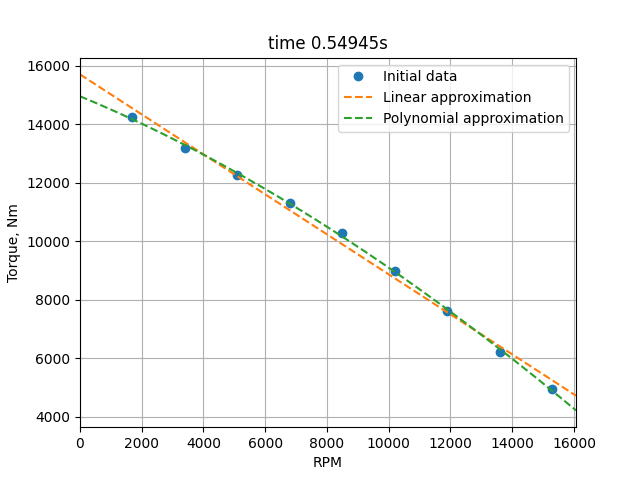 time 0.54945s
Initial data
Linear approximation
Polynomial approximation
16000
14000
12000
10000
8000
6000
4000
Torque, Nm
0 2000 4000 6000 8000 10000 12000 14000 16000
RPM